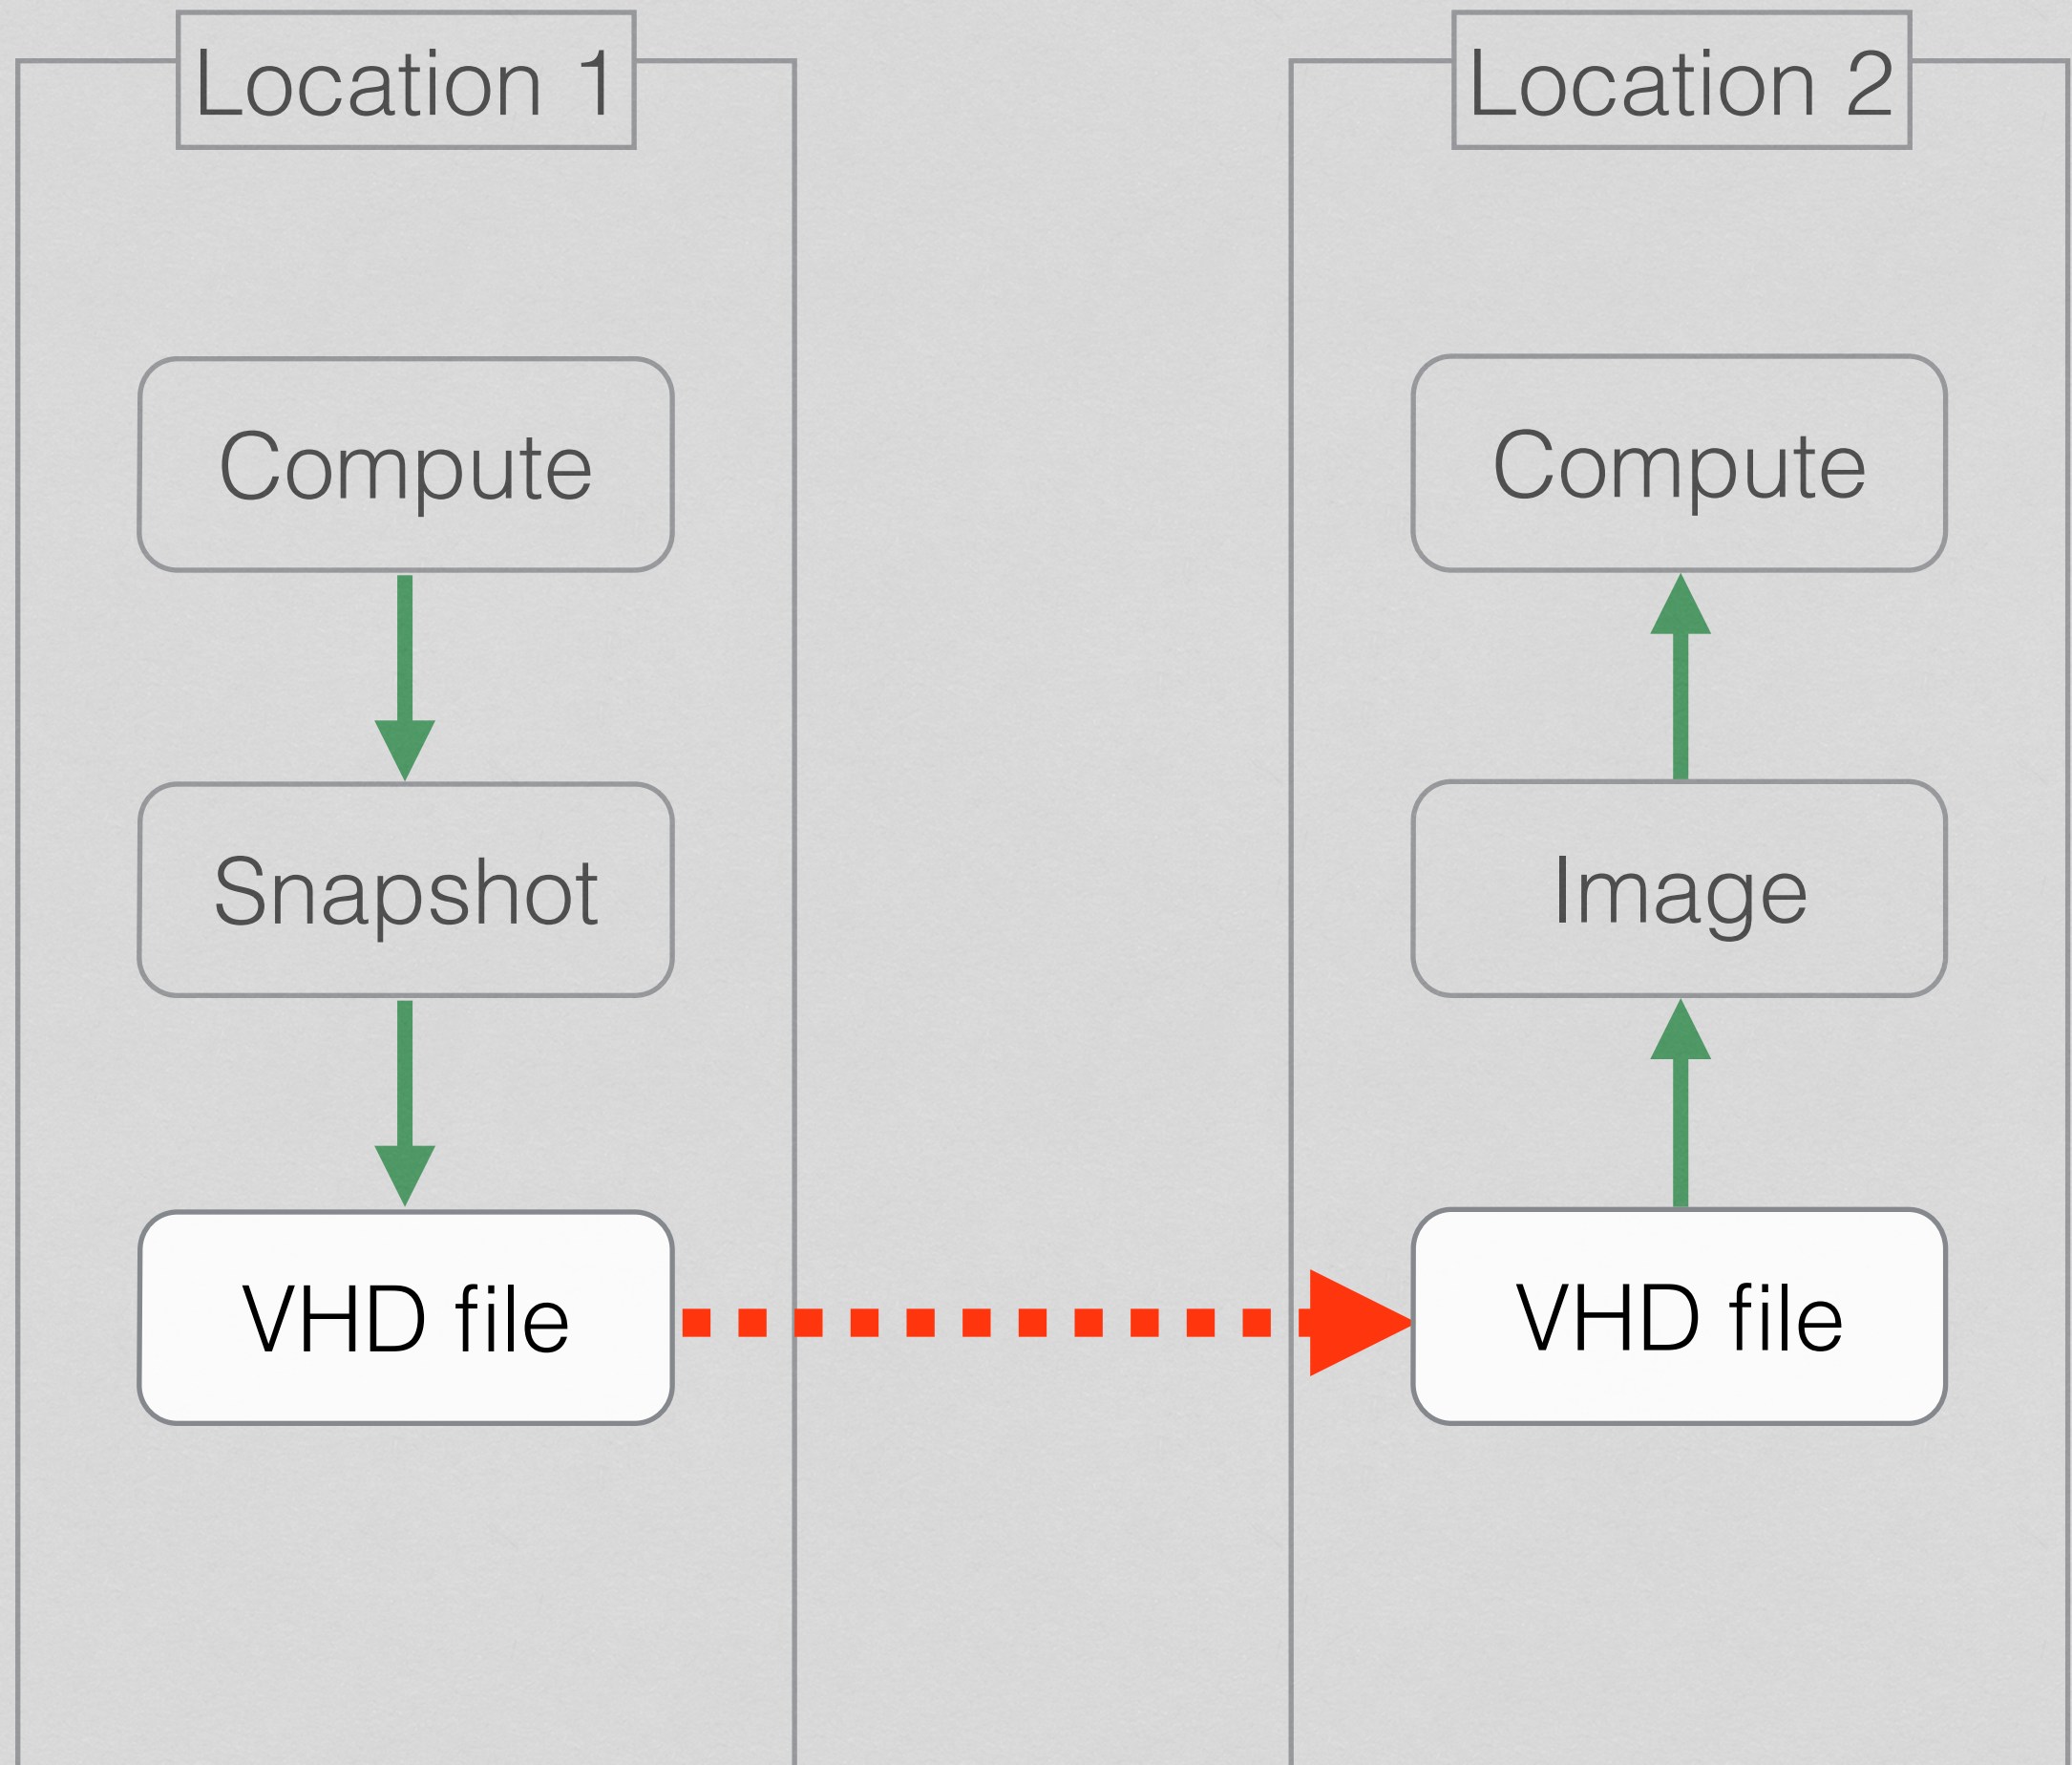 Location 1
Compute
Snapshot
VHD file
Location 2
Compute
Image
VHD file